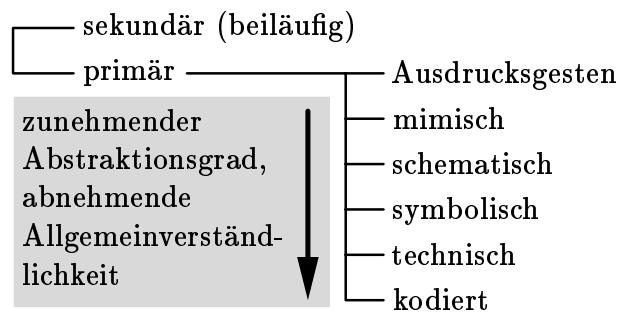 sekundär (beiläufig)
primär
Ausdrucksgesten
mimisch
schematisch
symbolisch
technisch
kodiert
zunehmender
Abstraktionsgrad,
abnehmende
Allgemeinverständ-
lichkeit